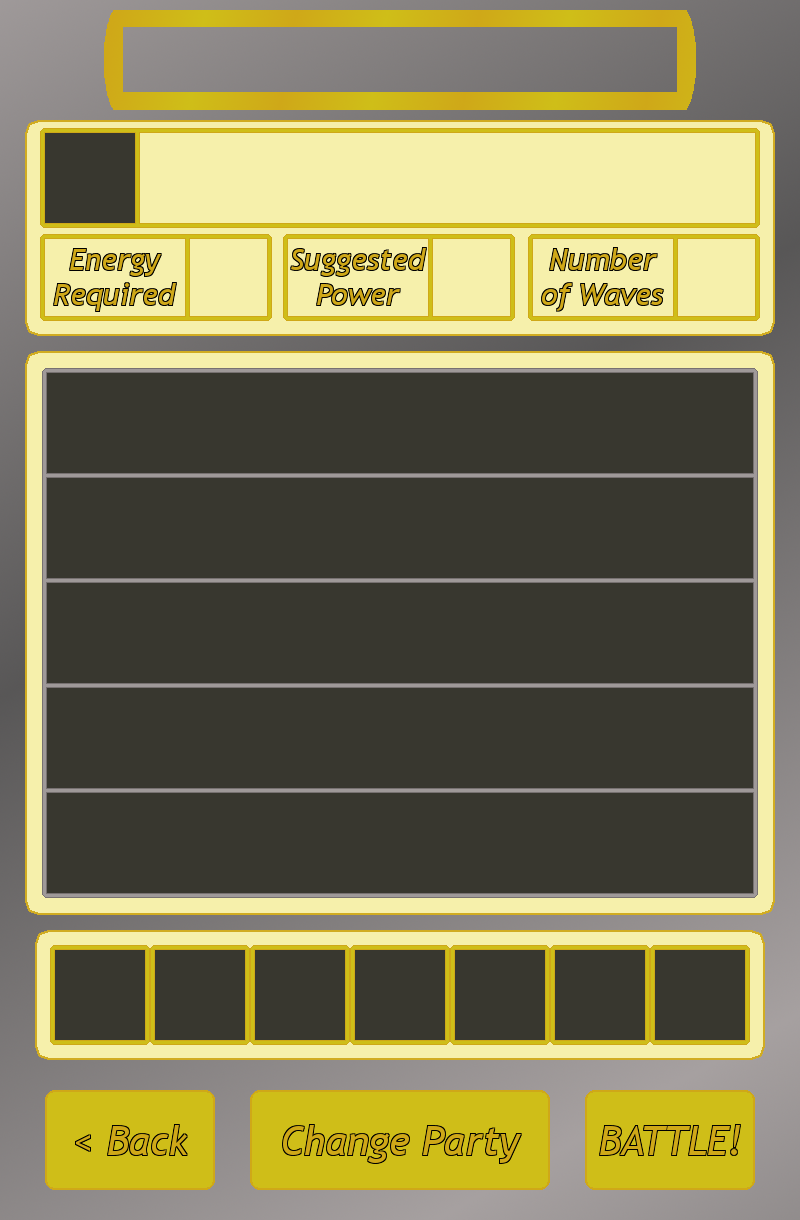 Energy
Required
Suggested
Power
Number
of Waves
< Back
Change Party
BATTLE!